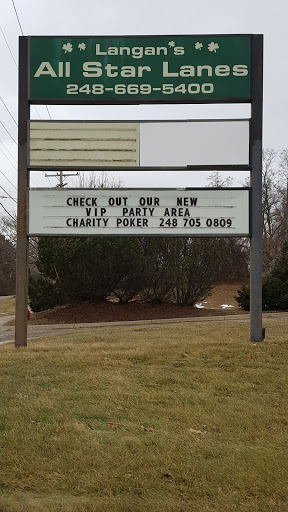 Langan's
All Star Lanes
248-669-5400
CHECK OUT OUR NEW
VIP PARTY AREA
CHARITY POKER 248 705 0809